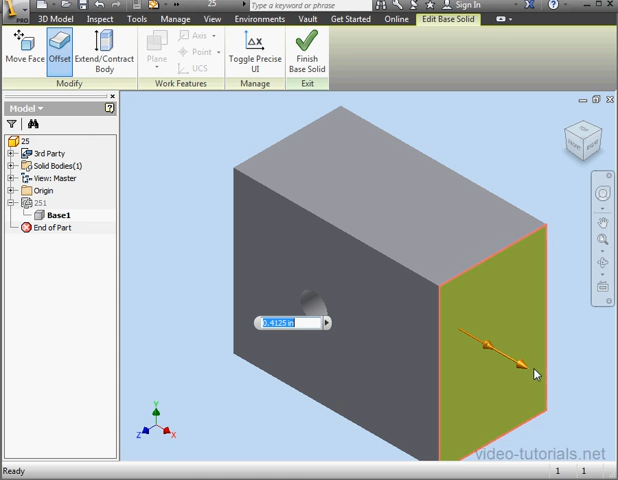 25
Type a keyword or phrase
Sign In
PRO
3D Model
Inspect
Tools
Manage
View
Environments
Vault
Get Started
Online
Edit Base Solid
Move Face
Offset
Extend/Contract Body
Plane
Axis
Point
UCS
Toggle Precise UI
Finish Base Solid
Modify
Work Features
Manage
Exit
Model
25
3rd Party
Solid Bodies(1)
View: Master
Origin
251
Base1
End of Part
FRONT
RIGHT
0.4125 in
Y
Z
X
video-tutorials.net
Ready
1
1